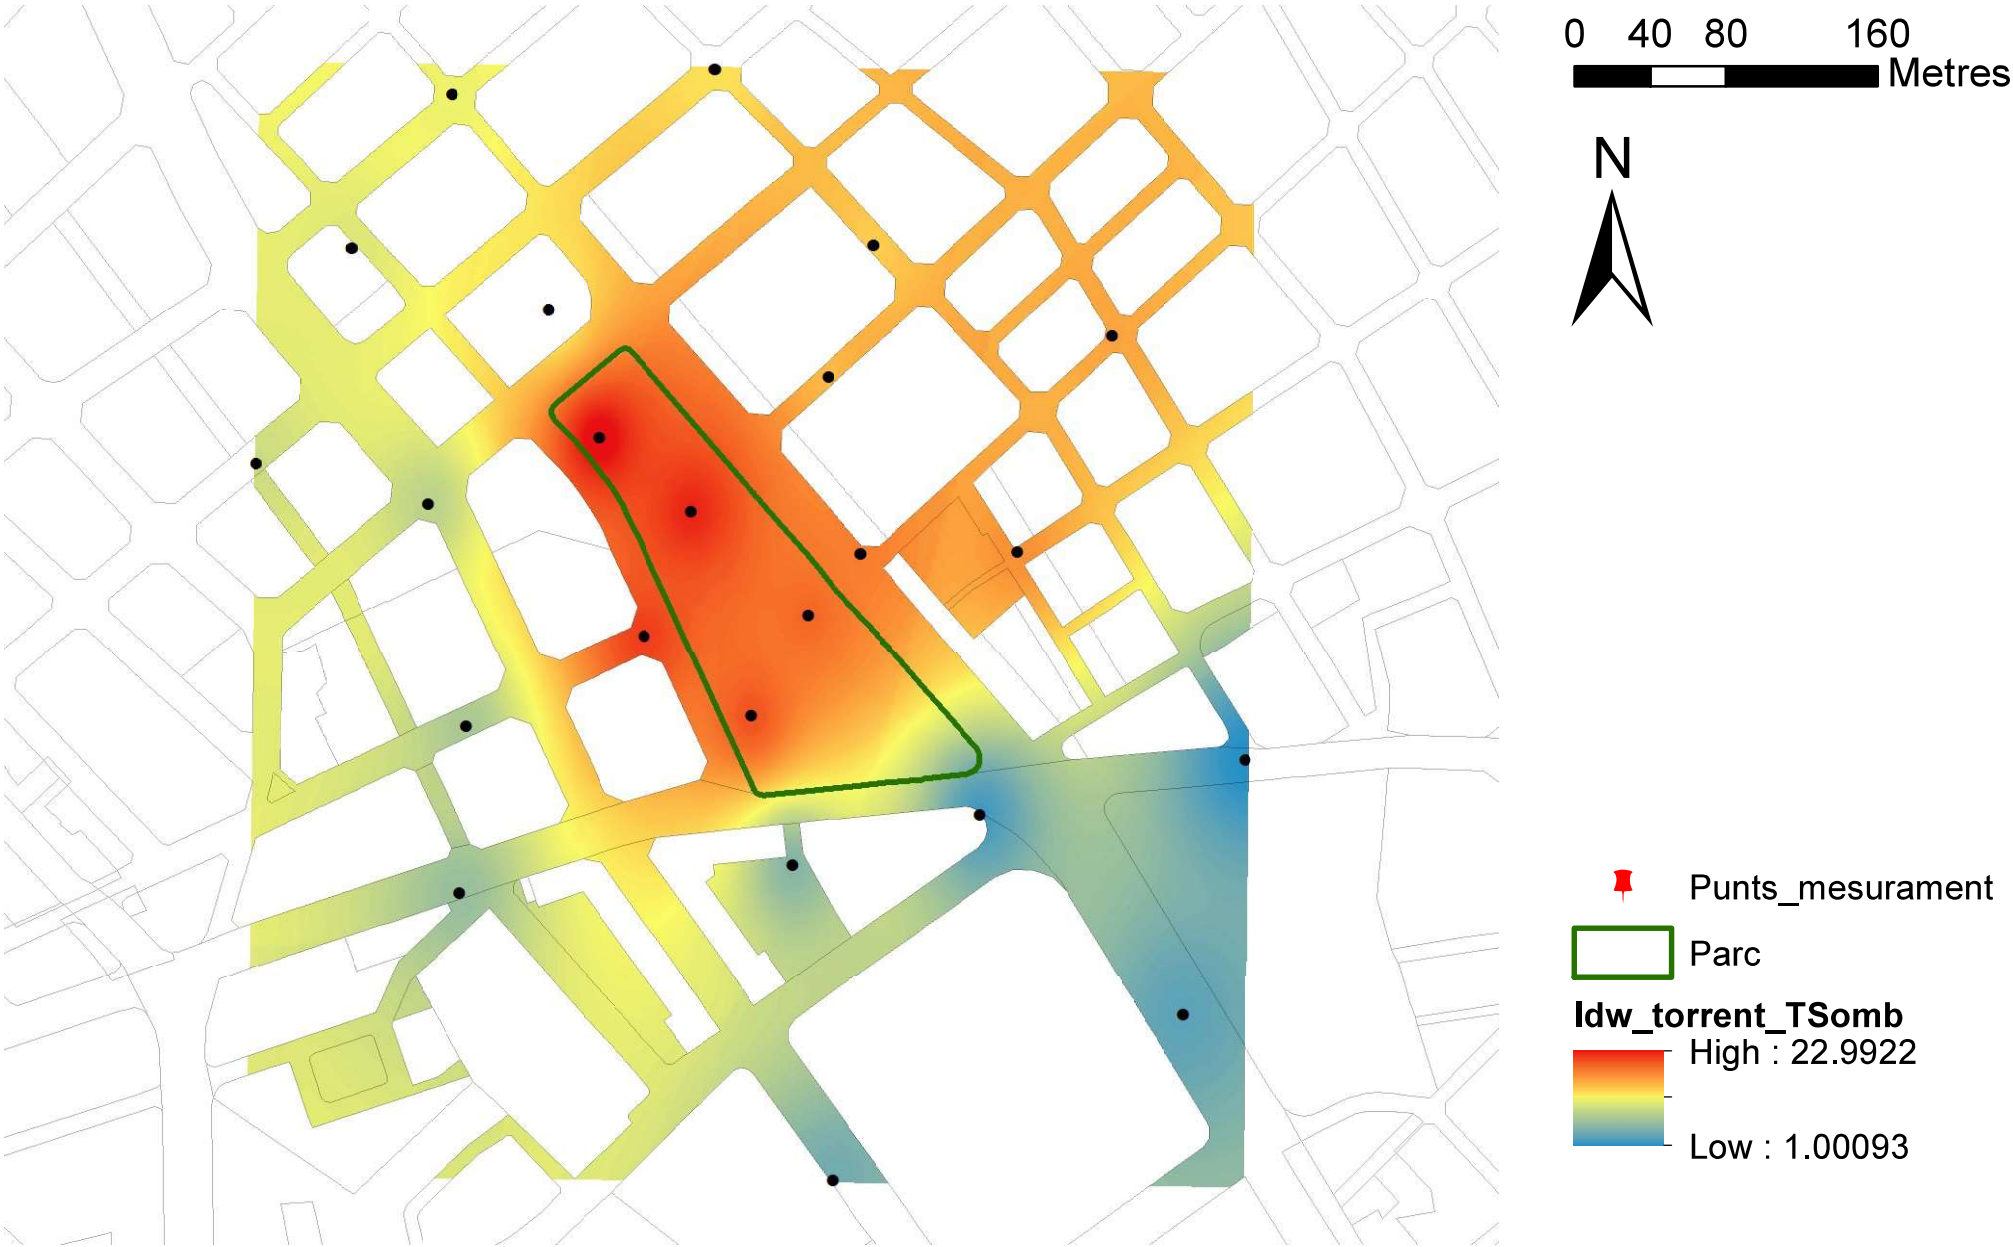 0 40 80 160
Metres
N
Punts_mesurament
Parc
Idw_torrent_TSomb
High : 22.9922
Low : 1.00093